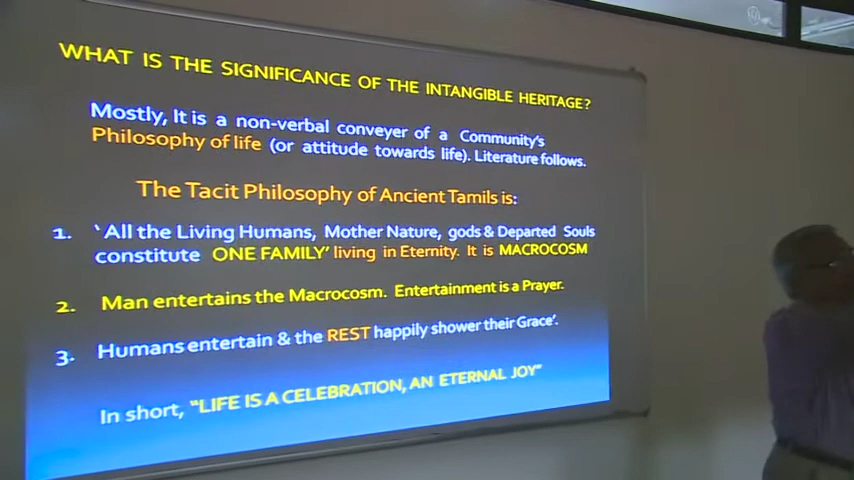 WHAT IS THE SIGNIFICANCE OF THE INTANGIBLE HERITAGE?
Mostly, It is a non-verbal conveyer of a Community's
Philosophy of life (or attitude towards life). Literature follows.
The Tacit Philosophy of Ancient Tamils is:
1. ‘All the Living Humans, Mother Nature, gods & Departed Souls
constitute ONE FAMILY’ living in Eternity. It is MACROCOSM
2. Man entertains the Macrocosm. Entertainment is a Prayer.
3. Humans entertain & the REST happily shower their Grace’.
In short, “LIFE IS A CELEBRATION, AN ETERNAL JOY”